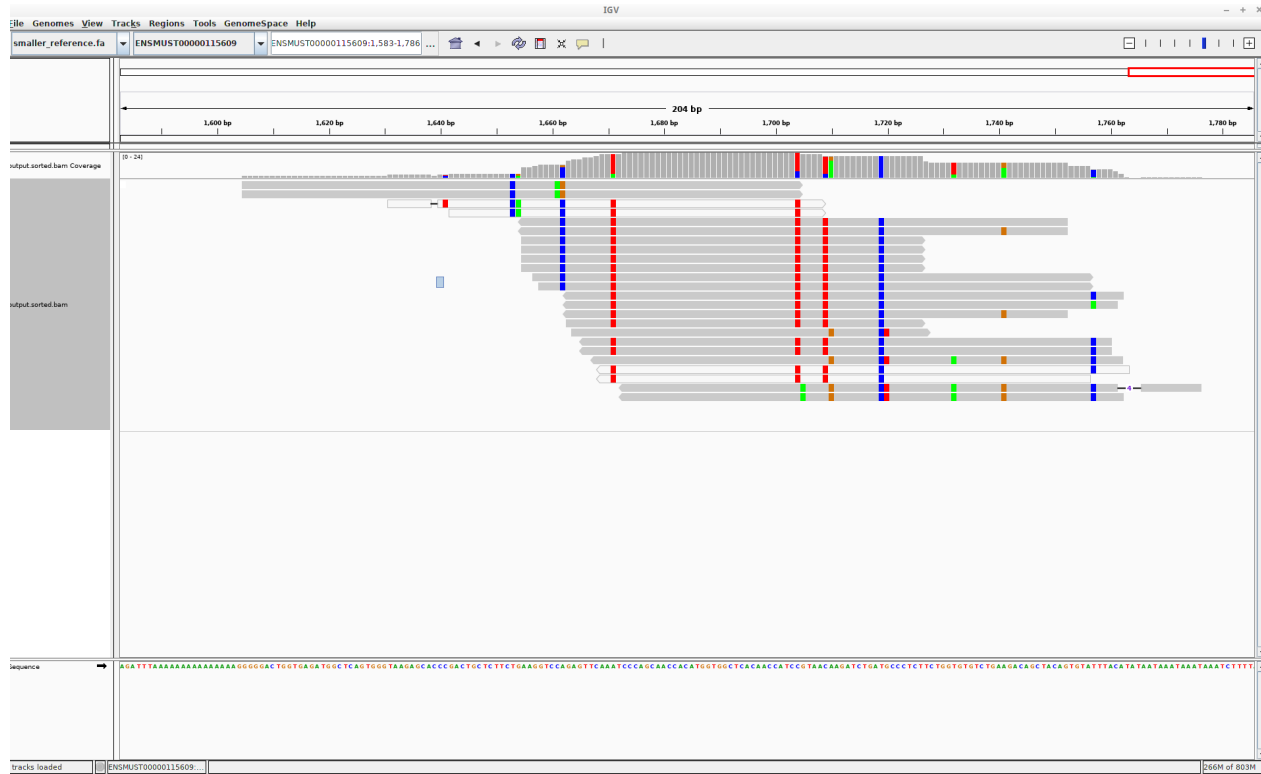 IGV
File Genomes View Tracks Regions Tools GenomeSpace Help
smaller_reference.fa ENSMUST00000115609 ENSMUST00000115609:1,583-1,786 ...
204 bp
1,600 bp 1,620 bp 1,640 bp 1,660 bp 1,680 bp 1,700 bp 1,720 bp 1,740 bp 1,760 bp 1,780 bp
output.sorted.bam Coverage
[0 - 24]
output.sorted.bam
4
Sequence
AGATTTAAAAAAAAAAAAAAAGGGGGACTGGTGAGATGGCTCAGTGGGTAAGAGCACCCGACTGCTCTTCTGAAGGTCCAGAGTTCAAATCCCAGCAACCACATGGTGGCTCACAACCATCCGTAACAAGATCTGATGCCCTCTTCTGGTGTGTCTGAAGACAGCTACAGTGTATTTACATATAATAAATAAATAAATCTTTT
tracks loaded ENSMUST00000115609:... 266M of 803M